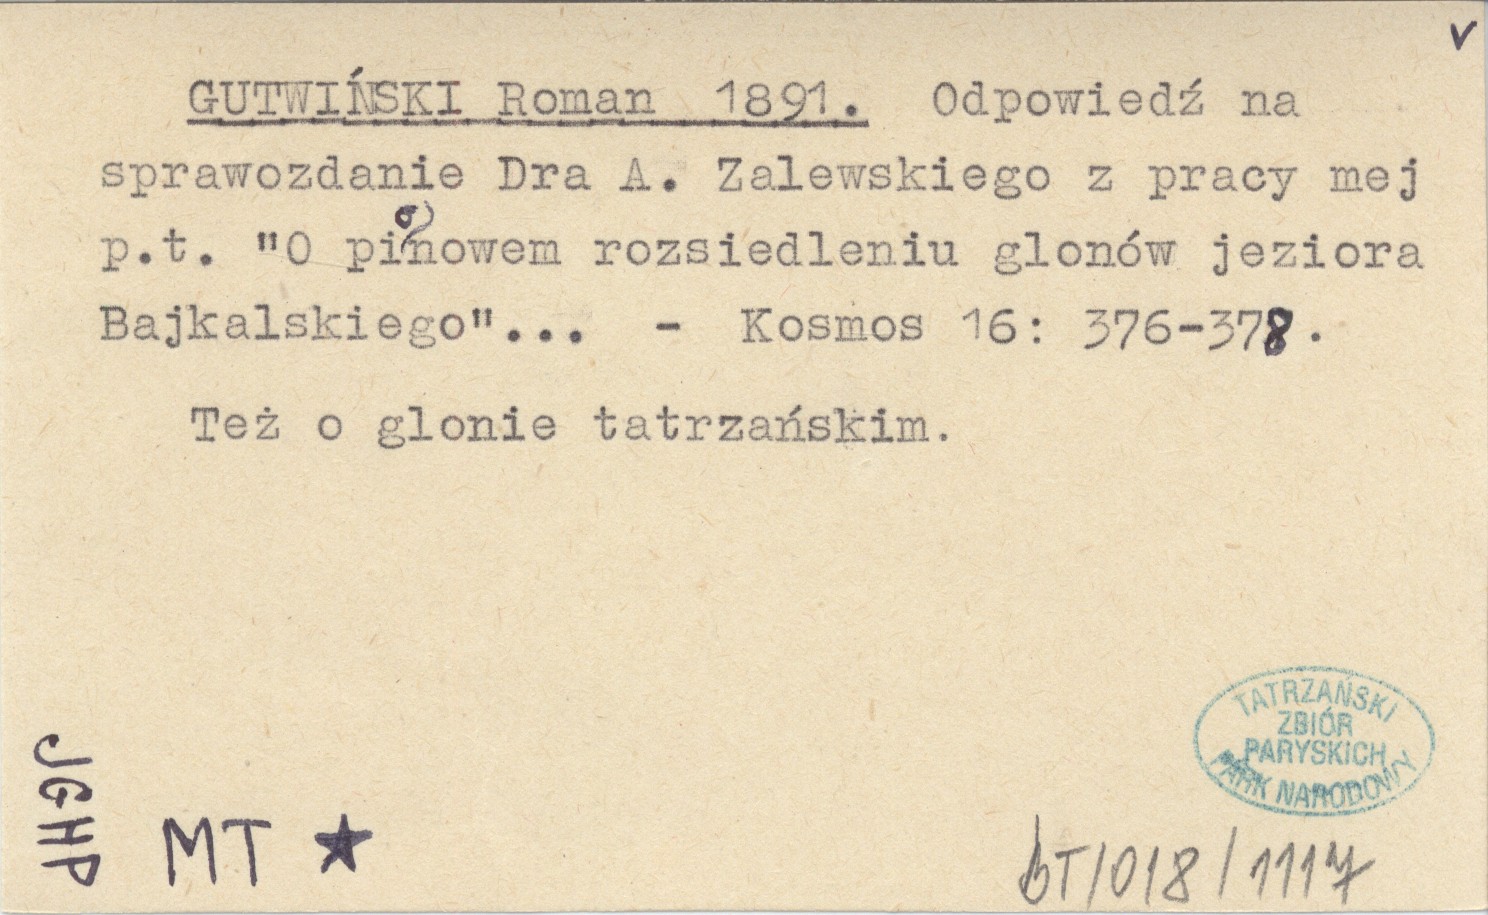 v
GUTWIŃSKI Roman 1891. Odpowiedź na
sprawozdanie Dra A. Zalewskiego z pracy mej
p.t. "O pionowem rozsiedleniu glonów jeziora
Bajkalskiego"... - Kosmos 16: 376-378.
Też o glonie tatrzańskim.
TATRZAŃSKI
ZBIÓR
PARYSKICH
PARK NARODOWY
JGHP
MT ★
BT/018/1117